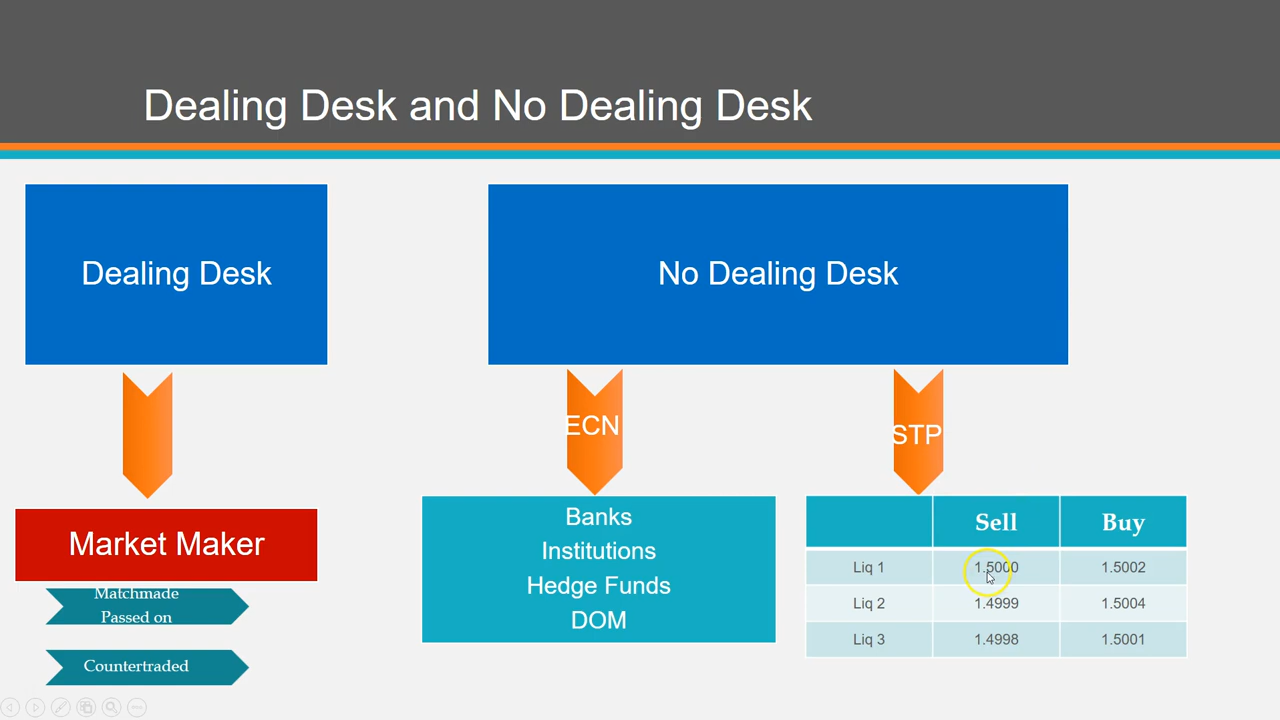 Dealing Desk and No Dealing Desk
Dealing Desk
No Dealing Desk
ECN
STP
Market Maker
Matchmade
Passed on
Countertraded
Banks
Institutions
Hedge Funds
DOM
Sell Buy
Liq 1 1.5000 1.5002
Liq 2 1.4999 1.5004
Liq 3 1.4998 1.5001